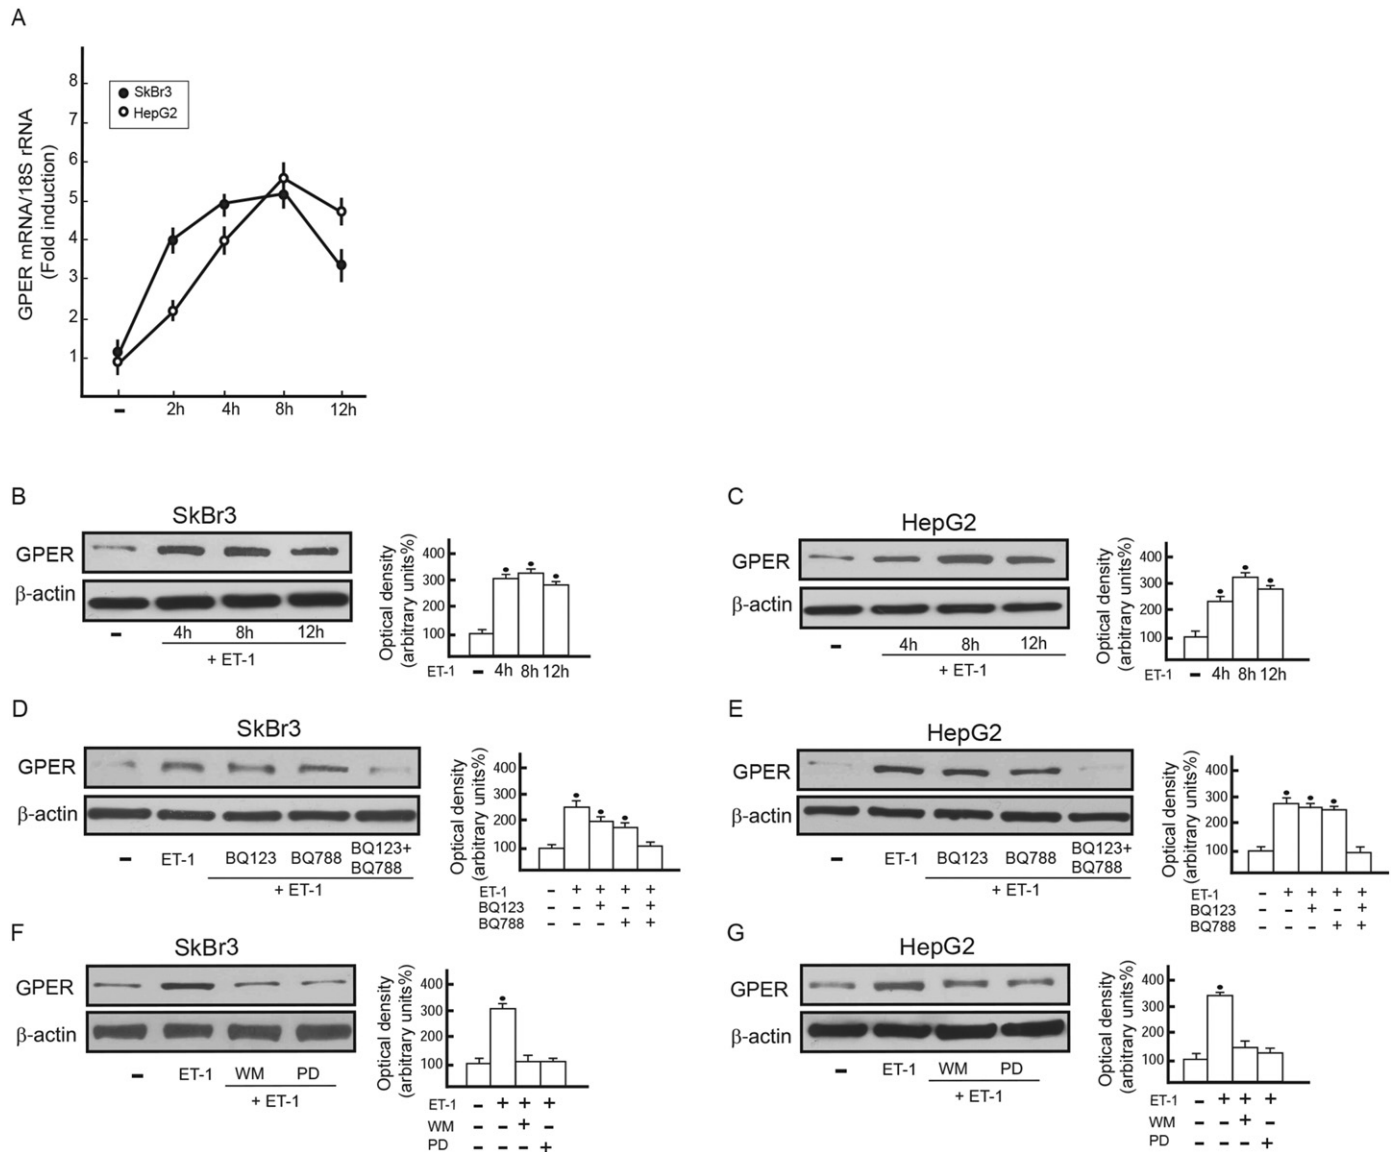 A
GPER mRNA/18S rRNA
(Fold induction)
8
7
6
5
4
3
2
1
SkBr3
HepG2
– 2h 4h 8h 12h
B
SkBr3
GPER
β-actin
– 4h 8h 12h
+ ET-1
Optical density
(arbitrary units%)
400
300
200
100
ET-1 – 4h 8h 12h
C
HepG2
GPER
β-actin
– 4h 8h 12h
+ ET-1
Optical density
(arbitrary units%)
400
300
200
100
ET-1 – 4h 8h 12h
D
SkBr3
GPER
β-actin
– ET-1 BQ123 BQ788 BQ123+
BQ788
+ ET-1
Optical density
(arbitrary units%)
400
300
200
100
ET-1 – + + + +
BQ123 – – + – +
BQ788 – – – + +
E
HepG2
GPER
β-actin
– ET-1 BQ123 BQ788 BQ123+
BQ788
+ ET-1
Optical density
(arbitrary units%)
400
300
200
100
ET-1 – + + + +
BQ123 – – + – +
BQ788 – – – + +
F
SkBr3
GPER
β-actin
– ET-1 WM PD
+ ET-1
Optical density
(arbitrary units%)
400
300
200
100
ET-1 – + + +
WM – – + –
PD – – – +
G
HepG2
GPER
β-actin
– ET-1 WM PD
+ ET-1
Optical density
(arbitrary units%)
400
300
200
100
ET-1 – + + +
WM – – + –
PD – – – +